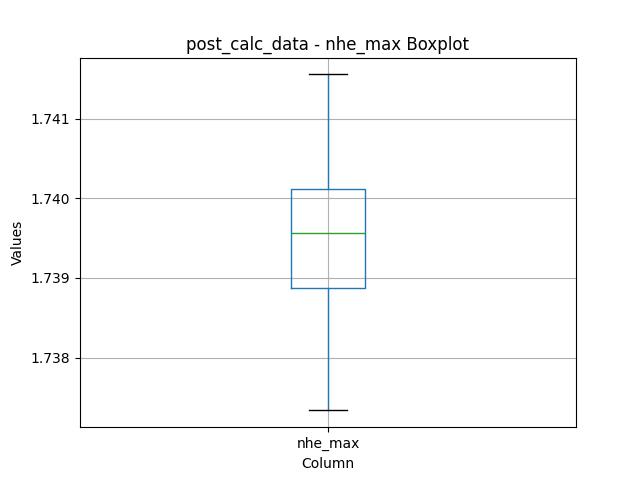 post_calc_data - nhe_max Boxplot
1.741
1.740
1.739
1.738
Values
nhe_max
Column